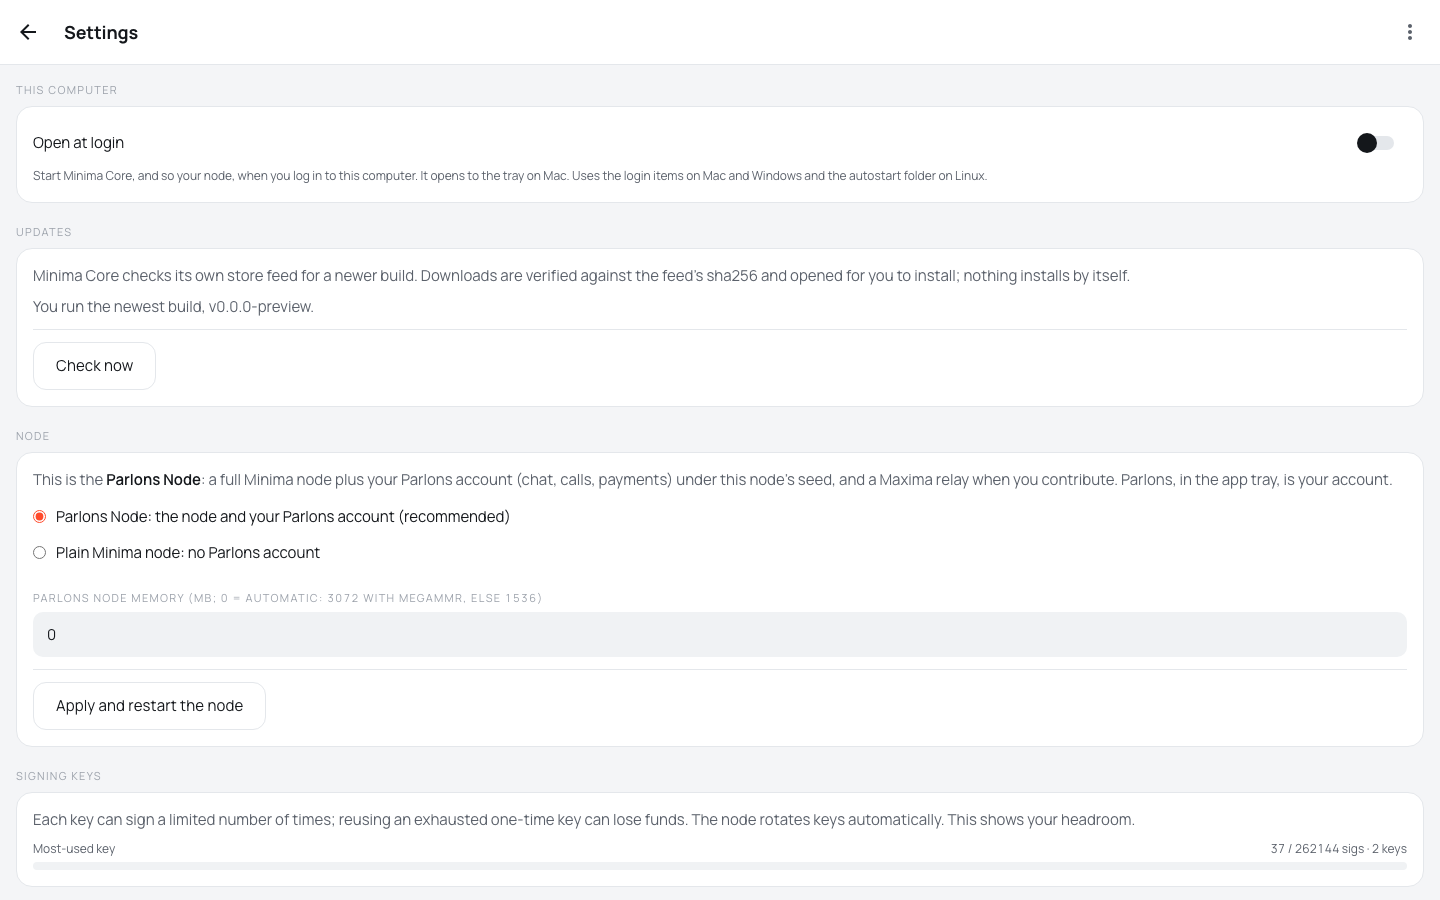 Settings
THIS COMPUTER
Open at login
Start Minima Core, and so your node, when you log in to this computer. It opens to the tray on Mac. Uses the login items on Mac and Windows and the autostart folder on Linux.
UPDATES
Minima Core checks its own store feed for a newer build. Downloads are verified against the feed's sha256 and opened for you to install; nothing installs by itself.
You run the newest build, v0.0.0-preview.
Check now
NODE
This is the Parlons Node: a full Minima node plus your Parlons account (chat, calls, payments) under this node's seed, and a Maxima relay when you contribute. Parlons, in the app tray, is your account.
Parlons Node: the node and your Parlons account (recommended)
Plain Minima node: no Parlons account
PARLONS NODE MEMORY (MB; 0 = AUTOMATIC: 3072 WITH MEGAMMR, ELSE 1536)
0
Apply and restart the node
SIGNING KEYS
Each key can sign a limited number of times; reusing an exhausted one-time key can lose funds. The node rotates keys automatically. This shows your headroom.
Most-used key 37 / 262144 sigs · 2 keys